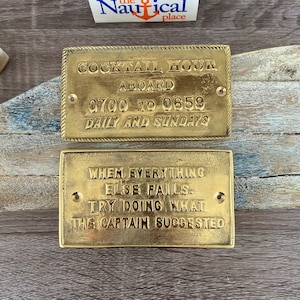 the
Nautical
place
COCKTAIL HOUR
ABOARD
0700 TO 0659
DAILY AND SUNDAYS
WHEN EVERYTHING
ELSE FAILS.
TRY DOING WHAT
THE CAPTAIN SUGGESTED